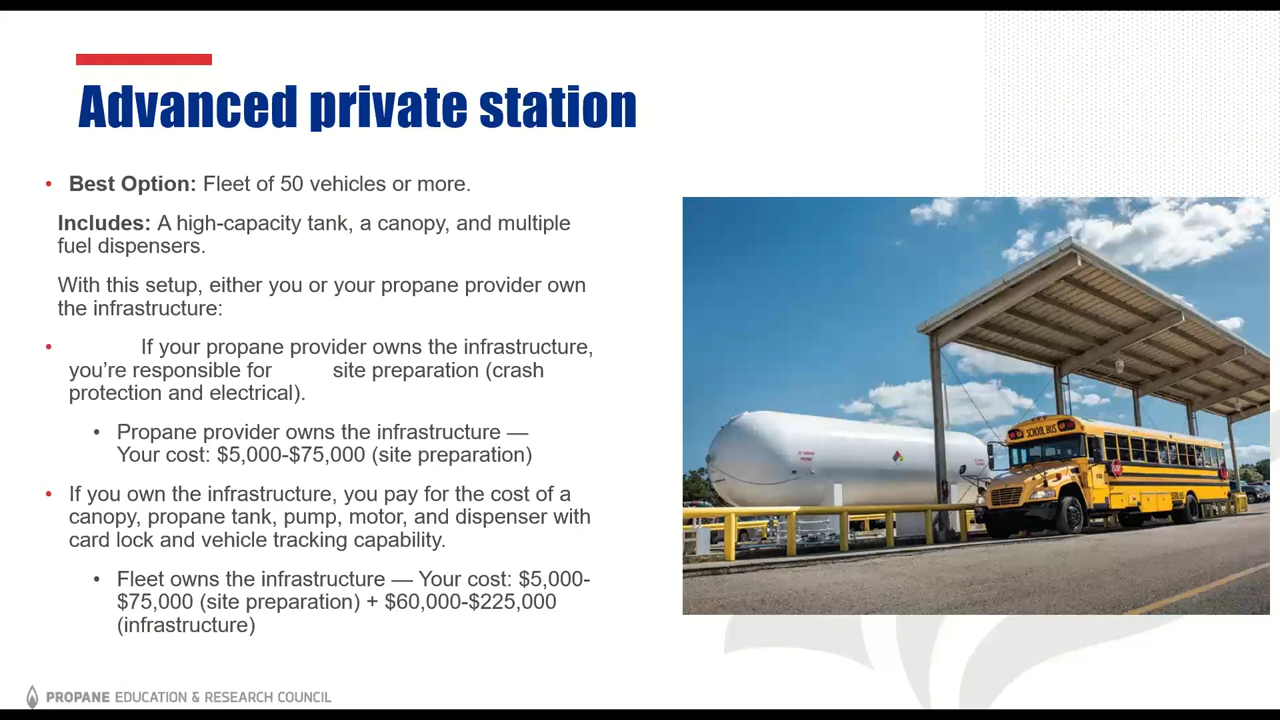 Advanced private station
• Best Option: Fleet of 50 vehicles or more.
Includes: A high-capacity tank, a canopy, and multiple
fuel dispensers.
With this setup, either you or your propane provider own
the infrastructure:
• If your propane provider owns the infrastructure,
you’re responsible for site preparation (crash
protection and electrical).
• Propane provider owns the infrastructure —
Your cost: $5,000-$75,000 (site preparation)
• If you own the infrastructure, you pay for the cost of a
canopy, propane tank, pump, motor, and dispenser with
card lock and vehicle tracking capability.
• Fleet owns the infrastructure — Your cost: $5,000-
$75,000 (site preparation) + $60,000-$225,000
(infrastructure)
SCHOOL BUS
PROPANE EDUCATION & RESEARCH COUNCIL